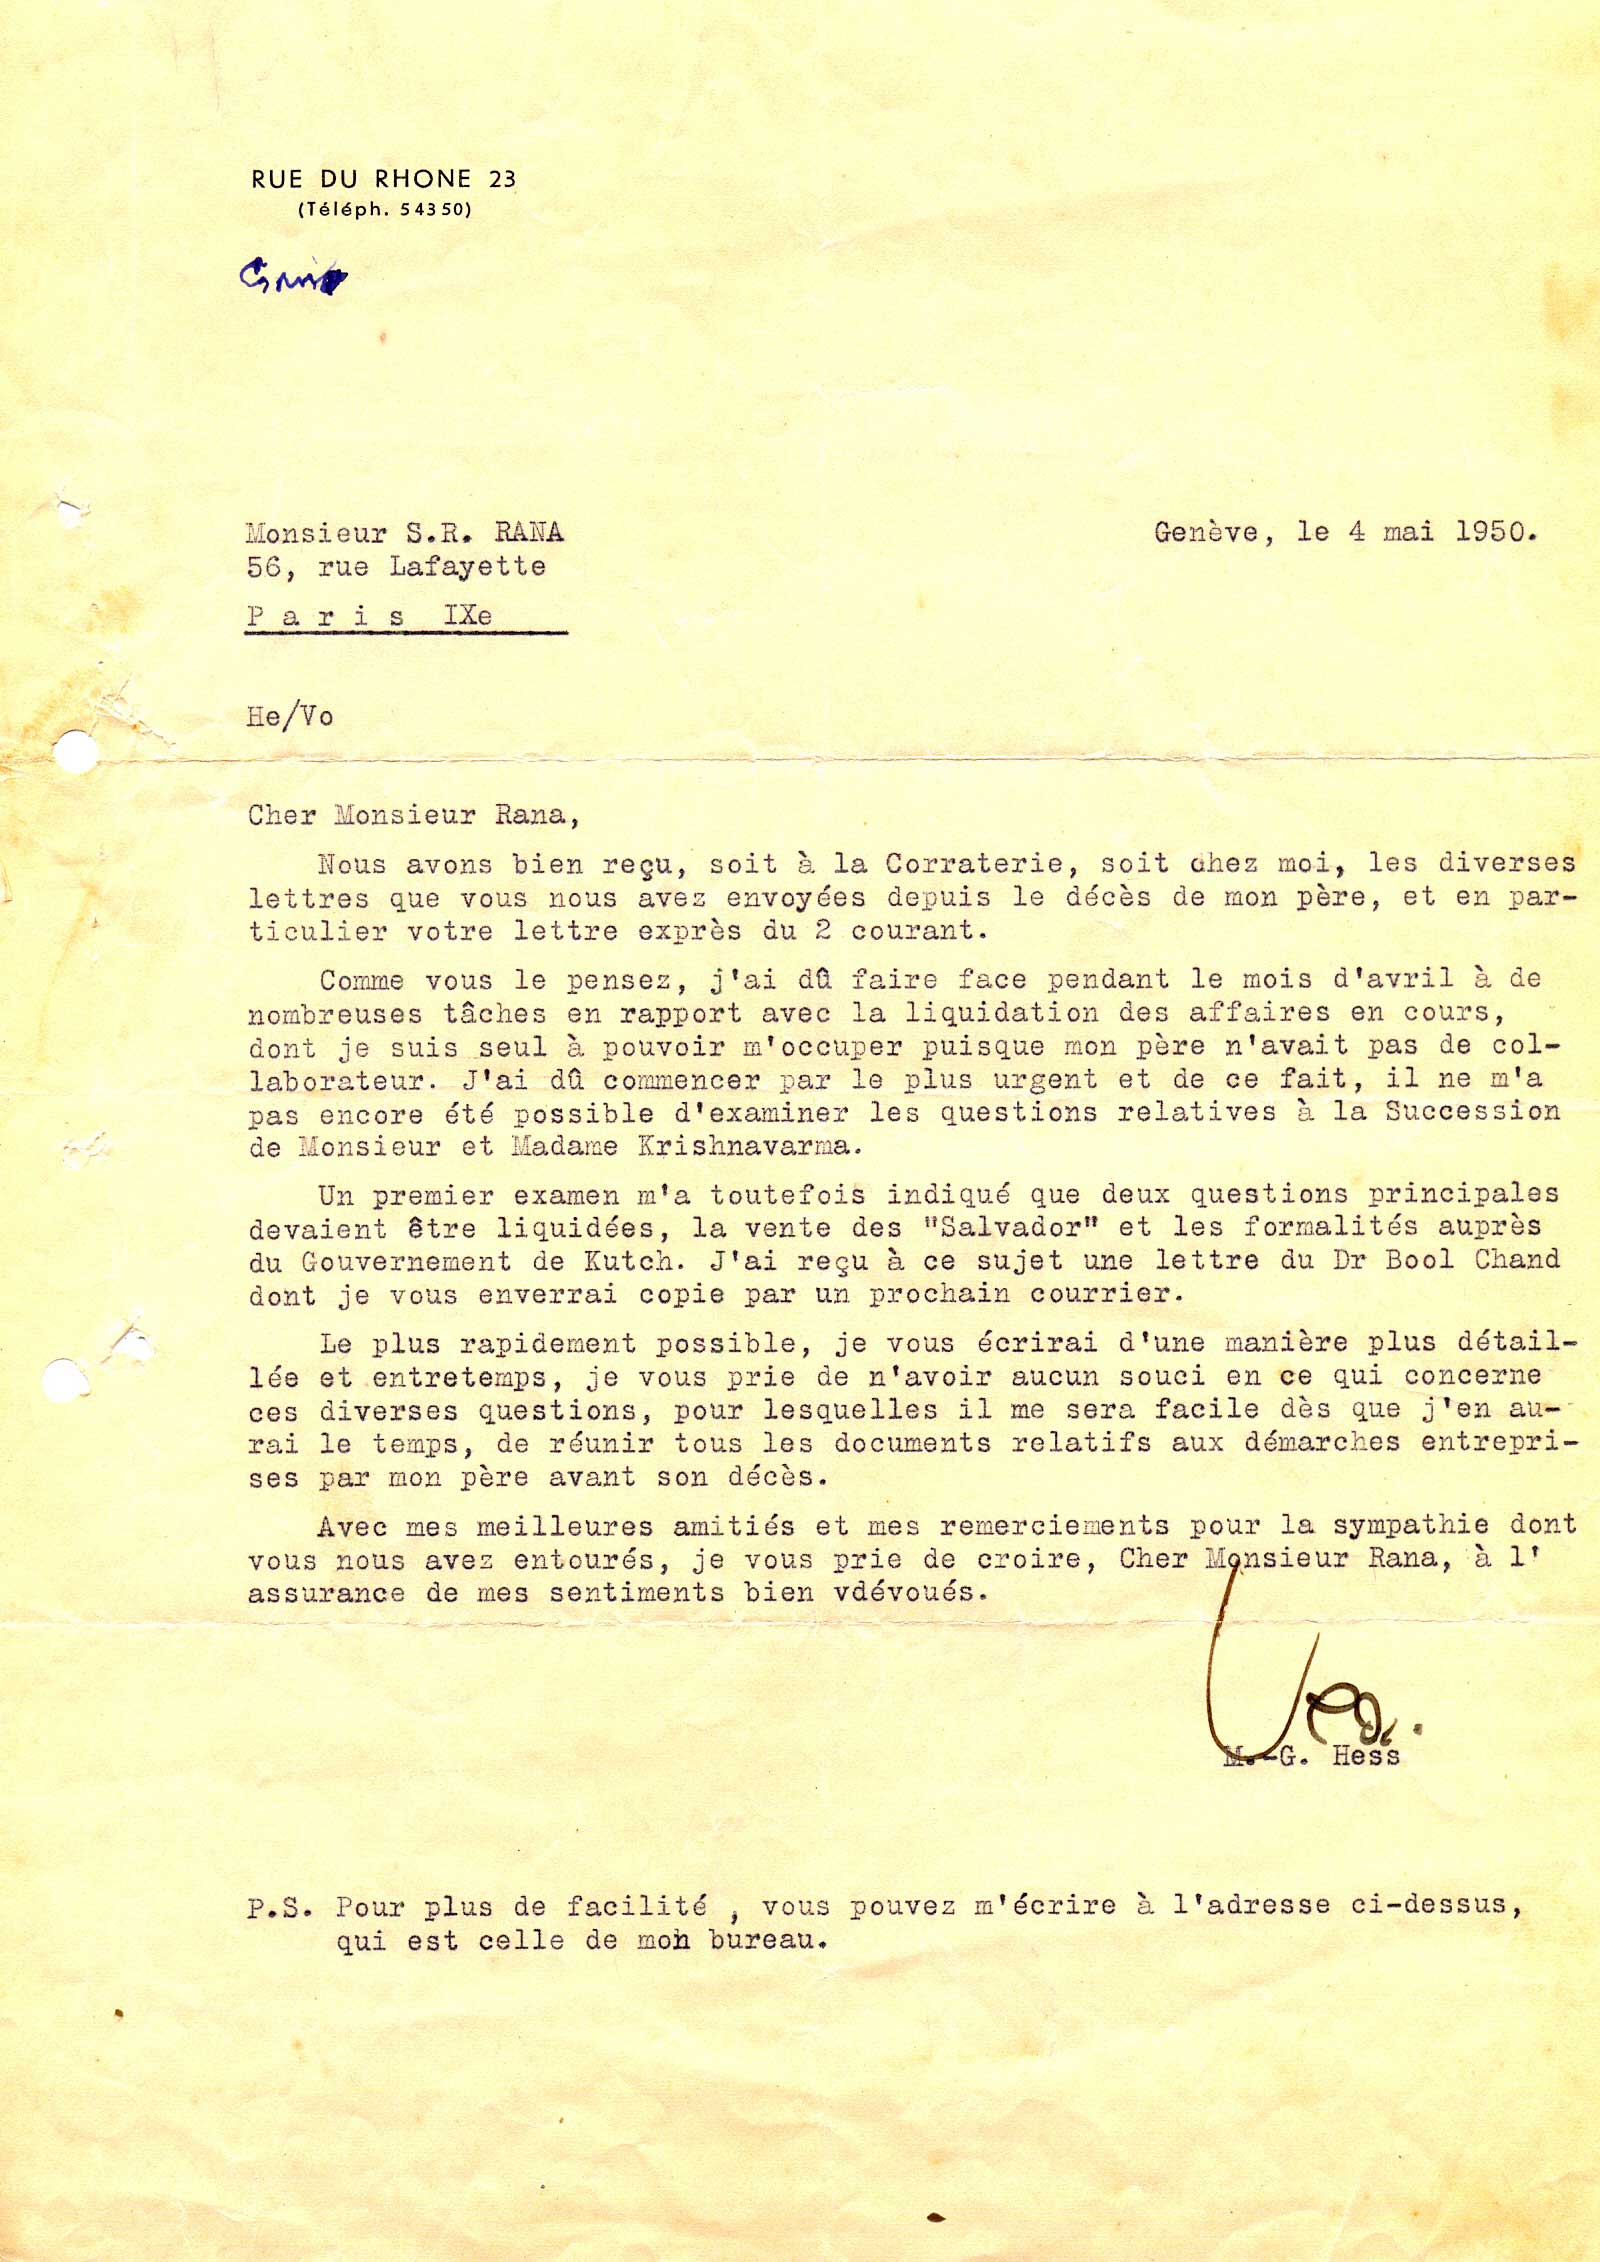 RUE DU RHONE 23
(Téléph. 54350)
Monsieur S.R. RANA
Genève, le 4 mai 1950.
56, rue Lafayette
P a r i s IXe
He/Vo
Cher Monsieur Rana,
Nous avons bien reçu, soit à la Corraterie, soit chez moi, les diverses
lettres que vous nous avez envoyées depuis le décès de mon père, et en par-
ticulier votre lettre exprès du 2 courant.
Comme vous le pensez, j'ai dû faire face pendant le mois d'avril à de
nombreuses tâches en rapport avec la liquidation des affaires en cours,
dont je suis seul à pouvoir m'occuper puisque mon père n'avait pas de col-
laborateur. J'ai dû commencer par le plus urgent et de ce fait, il ne m'a
pas encore été possible d'examiner les questions relatives à la Succession
de Monsieur et Madame Krishnavarma.
Un premier examen m'a toutefois indiqué que deux questions principales
devaient être liquidées, la vente des "Salvador" et les formalités auprès
du Gouvernement de Kutch. J'ai reçu à ce sujet une lettre du Dr Bool Chand
dont je vous enverrai copie par un prochain courrier.
Le plus rapidement possible, je vous écrirai d'une manière plus détail-
lée et entretemps, je vous prie de n'avoir aucun souci en ce qui concerne
ces diverses questions, pour lesquelles il me sera facile dès que j'en au-
rai le temps, de réunir tous les documents relatifs aux démarches entrepri-
ses par mon père avant son décès.
Avec mes meilleures amitiés et mes remerciements pour la sympathie dont
vous nous avez entourés, je vous prie de croire, Cher Monsieur Rana, à l'
assurance de mes sentiments bien vdévoués.
M.-G. Hess
P.S. Pour plus de facilité , vous pouvez m'écrire à l'adresse ci-dessus,
qui est celle de mon bureau.